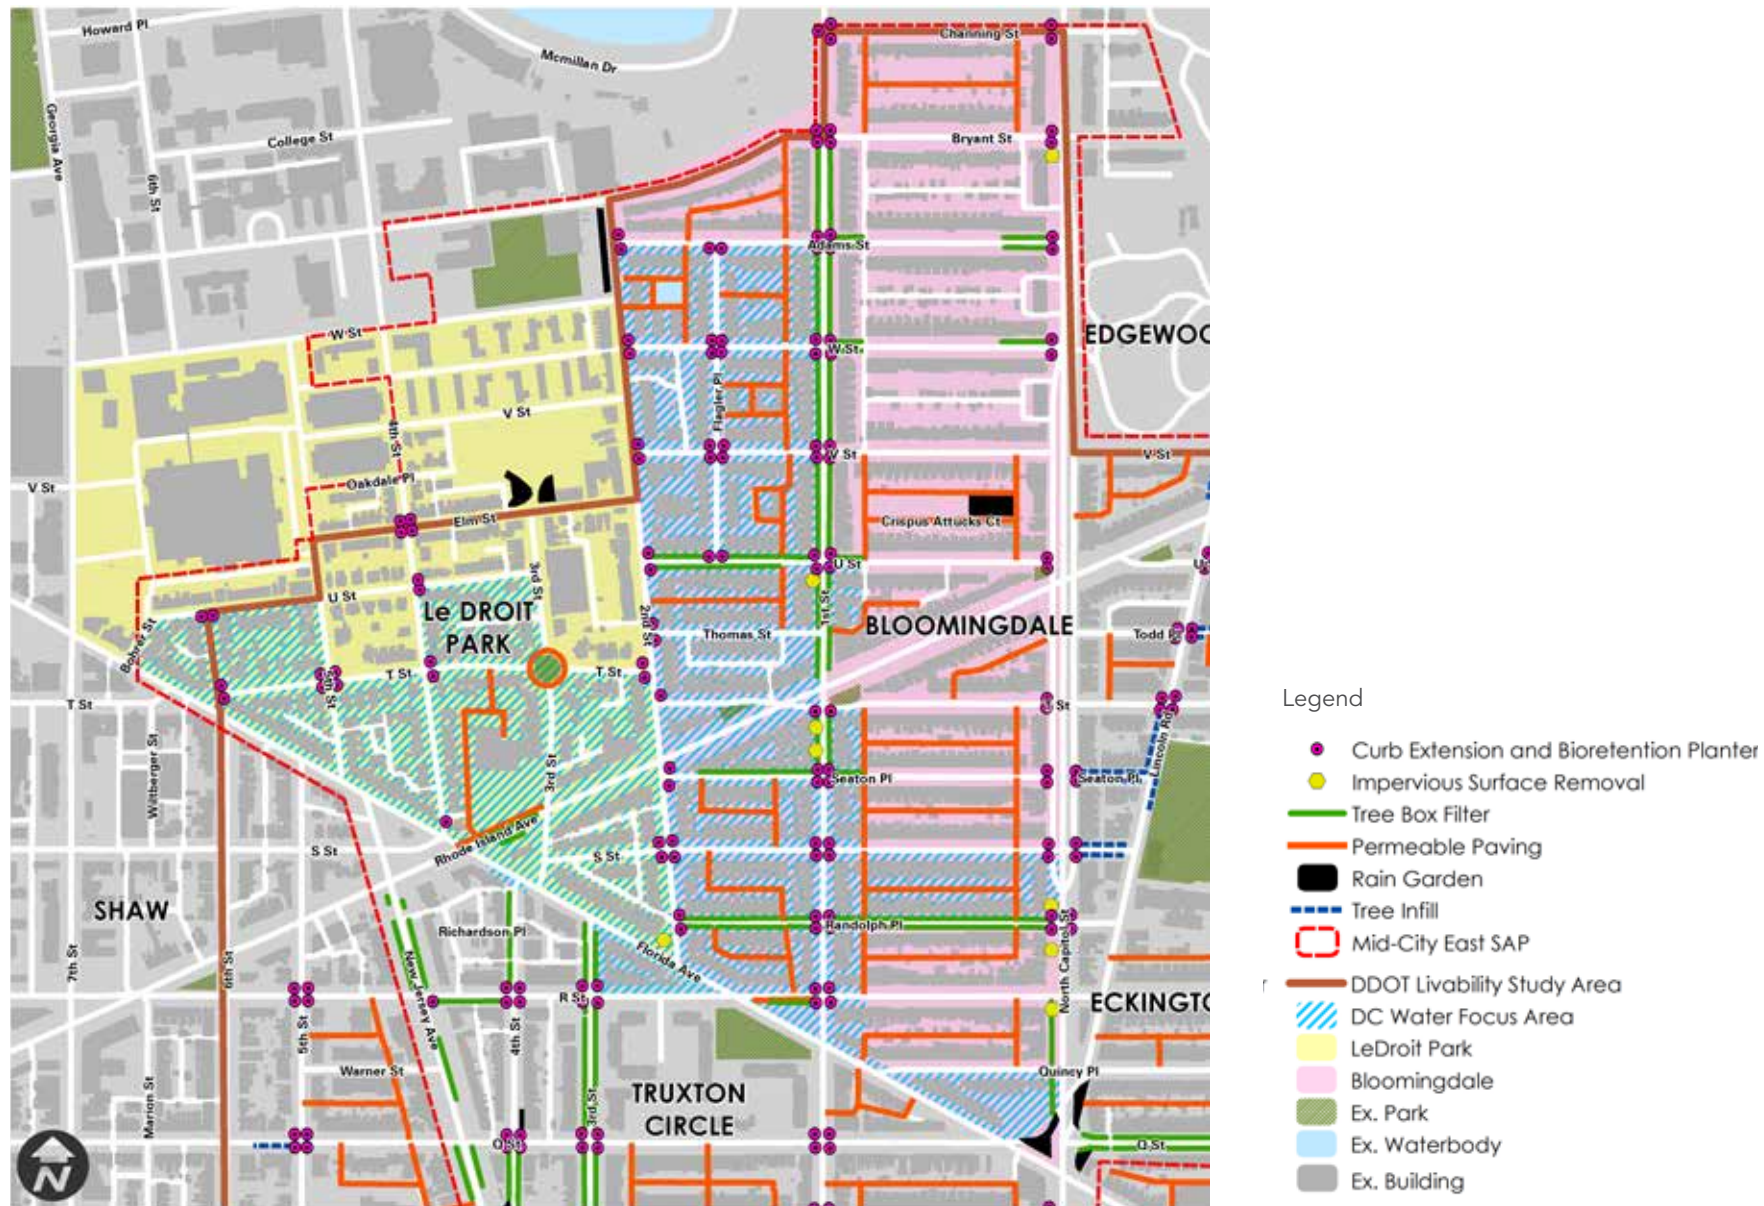 Howard Pl
Mcmillan Dr
Channing St
Georgia Ave
College St
Bryant St
6th St
Adams St
W St
W St
EDGEWOO
Flagler Pl
V St
4th St
V St
V St
V St
Oakdale Pl
Elm St
Crispus Attucks Ct
3rd St
U St
U
U St
Le DROIT
PARK
2nd St
1st St
Thomas St
BLOOMINGDALE
Todd P
Bohrer St
T St
T St
5th St
T St
St
Lincoln Rd
Wiltberger St
3rd St
Seaton Pl
Seaton Pl
Rhode Island Ave
S St
S St
SHAW
Richardson Pl
Randolph Pl
North Capitol St
7th St
6th St
New Jersey Ave
Florida Ave
R St
ECKINGTO
5th St
4th St
Warner St
Quincy Pl
Marion St
3rd St
TRUXTON
CIRCLE
Q St
Q St
N
Legend
Curb Extension and Bioretention Planter
Impervious Surface Removal
Tree Box Filter
Permeable Paving
Rain Garden
Tree Infill
Mid-City East SAP
r
DDOT Livability Study Area
DC Water Focus Area
LeDroit Park
Bloomingdale
Ex. Park
Ex. Waterbody
Ex. Building